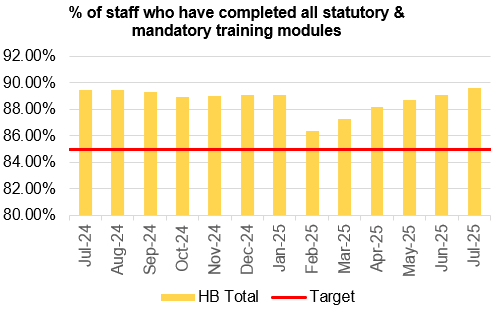 % of staff who have completed all statutory &
mandatory training modules
92.00%
90.00%
88.00%
86.00%
84.00%
82.00%
80.00%
Jul-24
Aug-24
Sep-24
Oct-24
Nov-24
Dec-24
Jan-25
Feb-25
Mar-25
Apr-25
May-25
Jun-25
Jul-25
HB Total
Target